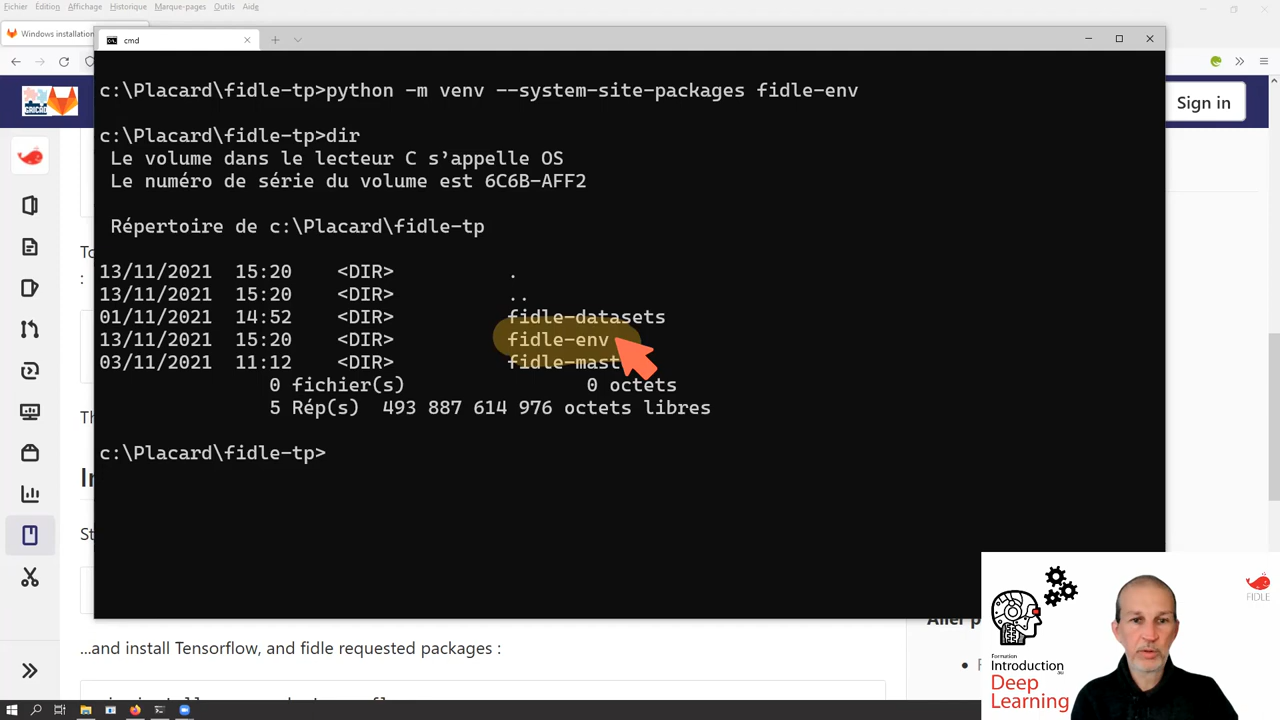 Fichier Édition Affichage Historique Marque-pages Outils Aide
Windows installation
cmd
c:\Placard\fidle-tp>python -m venv --system-site-packages fidle-env
Sign in
c:\Placard\fidle-tp>dir
Le volume dans le lecteur C s'appelle OS
Le numéro de série du volume est 6C6B-AFF2
Répertoire de c:\Placard\fidle-tp
13/11/2021 15:20 <DIR> .
13/11/2021 15:20 <DIR> ..
01/11/2021 14:52 <DIR> fidle-datasets
13/11/2021 15:20 <DIR> fidle-env
03/11/2021 11:12 <DIR> fidle-mast
0 fichier(s) 0 octets
5 Rép(s) 493 887 614 976 octets libres
c:\Placard\fidle-tp>
...and install Tensorflow, and fidle requested packages :
Aller p
FIDLE
Formation
Introduction
Deep
Learning